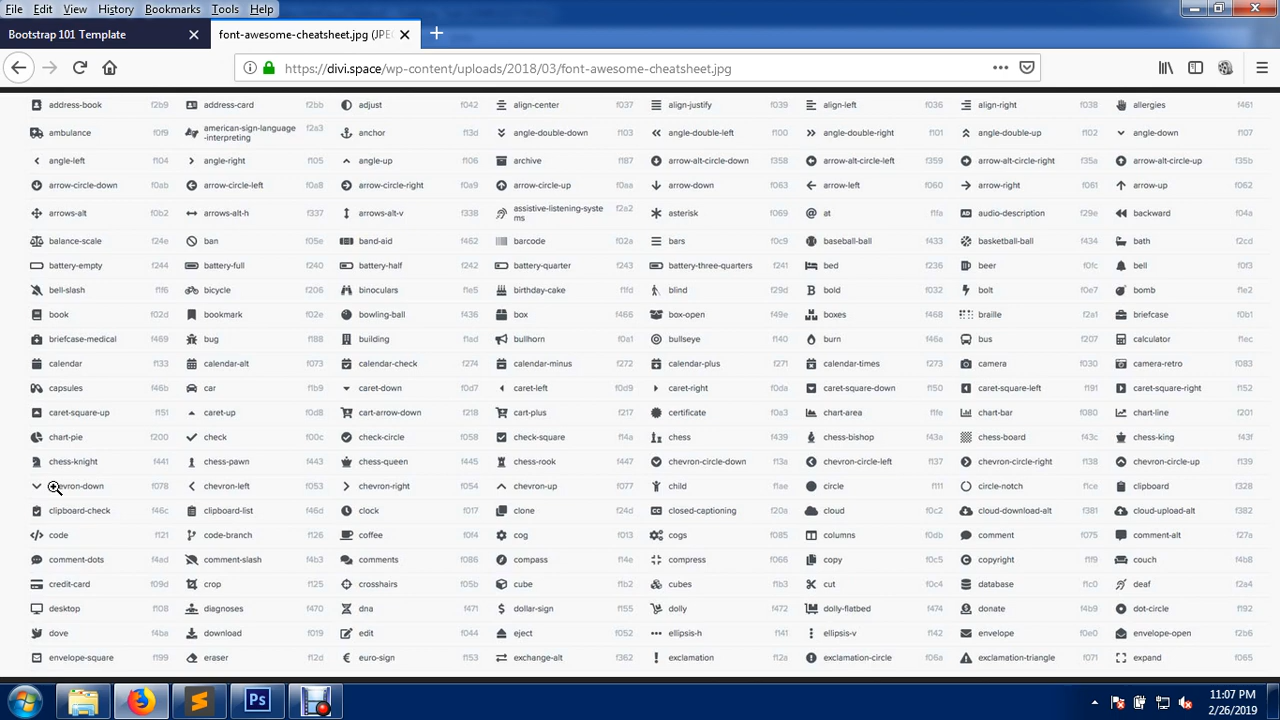 File Edit View History Bookmarks Tools Help
Bootstrap 101 Template
font-awesome-cheatsheet.jpg (JPE
https://divi.space/wp-content/uploads/2018/03/font-awesome-cheatsheet.jpg
address-book f2b9 address-card f2bb adjust f042 align-center f037 align-justify f039 align-left f036 align-right f038 allergies f461
ambulance f0f9 american-sign-language-interpreting f2a3 anchor f13d angle-double-down f103 angle-double-left f100 angle-double-right f101 angle-double-up f102 angle-down f107
angle-left f104 angle-right f105 angle-up f106 archive f187 arrow-alt-circle-down f358 arrow-alt-circle-left f359 arrow-alt-circle-right f35a arrow-alt-circle-up f35b
arrow-circle-down f0ab arrow-circle-left f0a8 arrow-circle-right f0a9 arrow-circle-up f0aa arrow-down f063 arrow-left f060 arrow-right f061 arrow-up f062
arrows-alt f0b2 arrows-alt-h f337 arrows-alt-v f338 assistive-listening-systems f2a2 asterisk f069 at f1fa audio-description f29e backward f04a
balance-scale f24e ban f05e band-aid f462 barcode f02a bars f0c9 baseball-ball f433 basketball-ball f434 bath f2cd
battery-empty f244 battery-full f240 battery-half f242 battery-quarter f243 battery-three-quarters f241 bed f236 beer f0fc bell f0f3
bell-slash f1f6 bicycle f206 binoculars f1e5 birthday-cake f1fd blind f29d bold f032 bolt f0e7 bomb f1e2
book f02d bookmark f02e bowling-ball f436 box f466 box-open f49e boxes f468 braille f2a1 briefcase f0b1
briefcase-medical f469 bug f188 building f1ad bullhorn f0a1 bullseye f140 burn f46a bus f207 calculator f1ec
calendar f133 calendar-alt f073 calendar-check f274 calendar-minus f272 calendar-plus f271 calendar-times f273 camera f030 camera-retro f083
capsules f46b car f1b9 caret-down f0d7 caret-left f0d9 caret-right f0da caret-square-down f150 caret-square-left f191 caret-square-right f152
caret-square-up f151 caret-up f0d8 cart-arrow-down f218 cart-plus f217 certificate f0a3 chart-area f1fe chart-bar f080 chart-line f201
chart-pie f200 check f00c check-circle f058 check-square f14a chess f439 chess-bishop f43a chess-board f43c chess-king f43f
chess-knight f441 chess-pawn f443 chess-queen f445 chess-rook f447 chevron-circle-down f13a chevron-circle-left f137 chevron-circle-right f138 chevron-circle-up f139
evron-down f078 chevron-left f053 chevron-right f054 chevron-up f077 child f1ae circle f111 circle-notch f1ce clipboard f328
clipboard-check f46c clipboard-list f46d clock f017 clone f24d closed-captioning f20a cloud f0c2 cloud-download-alt f381 cloud-upload-alt f382
code f121 code-branch f126 coffee f0f4 cog f013 cogs f085 columns f0db comment f075 comment-alt f27a
comment-dots f4ad comment-slash f4b3 comments f086 compass f14e compress f066 copy f0c5 copyright f1f9 couch f4b8
credit-card f09d crop f125 crosshairs f05b cube f1b2 cubes f1b3 cut f0c4 database f1c0 deaf f2a4
desktop f108 diagnoses f470 dna f471 dollar-sign f155 dolly f472 dolly-flatbed f474 donate f4b9 dot-circle f192
dove f4ba download f019 edit f044 eject f052 ellipsis-h f141 ellipsis-v f142 envelope f0e0 envelope-open f2b6
envelope-square f199 eraser f12d euro-sign f153 exchange-alt f362 exclamation f12a exclamation-circle f06a exclamation-triangle f071 expand f065
Ps
11:07 PM
2/26/2019